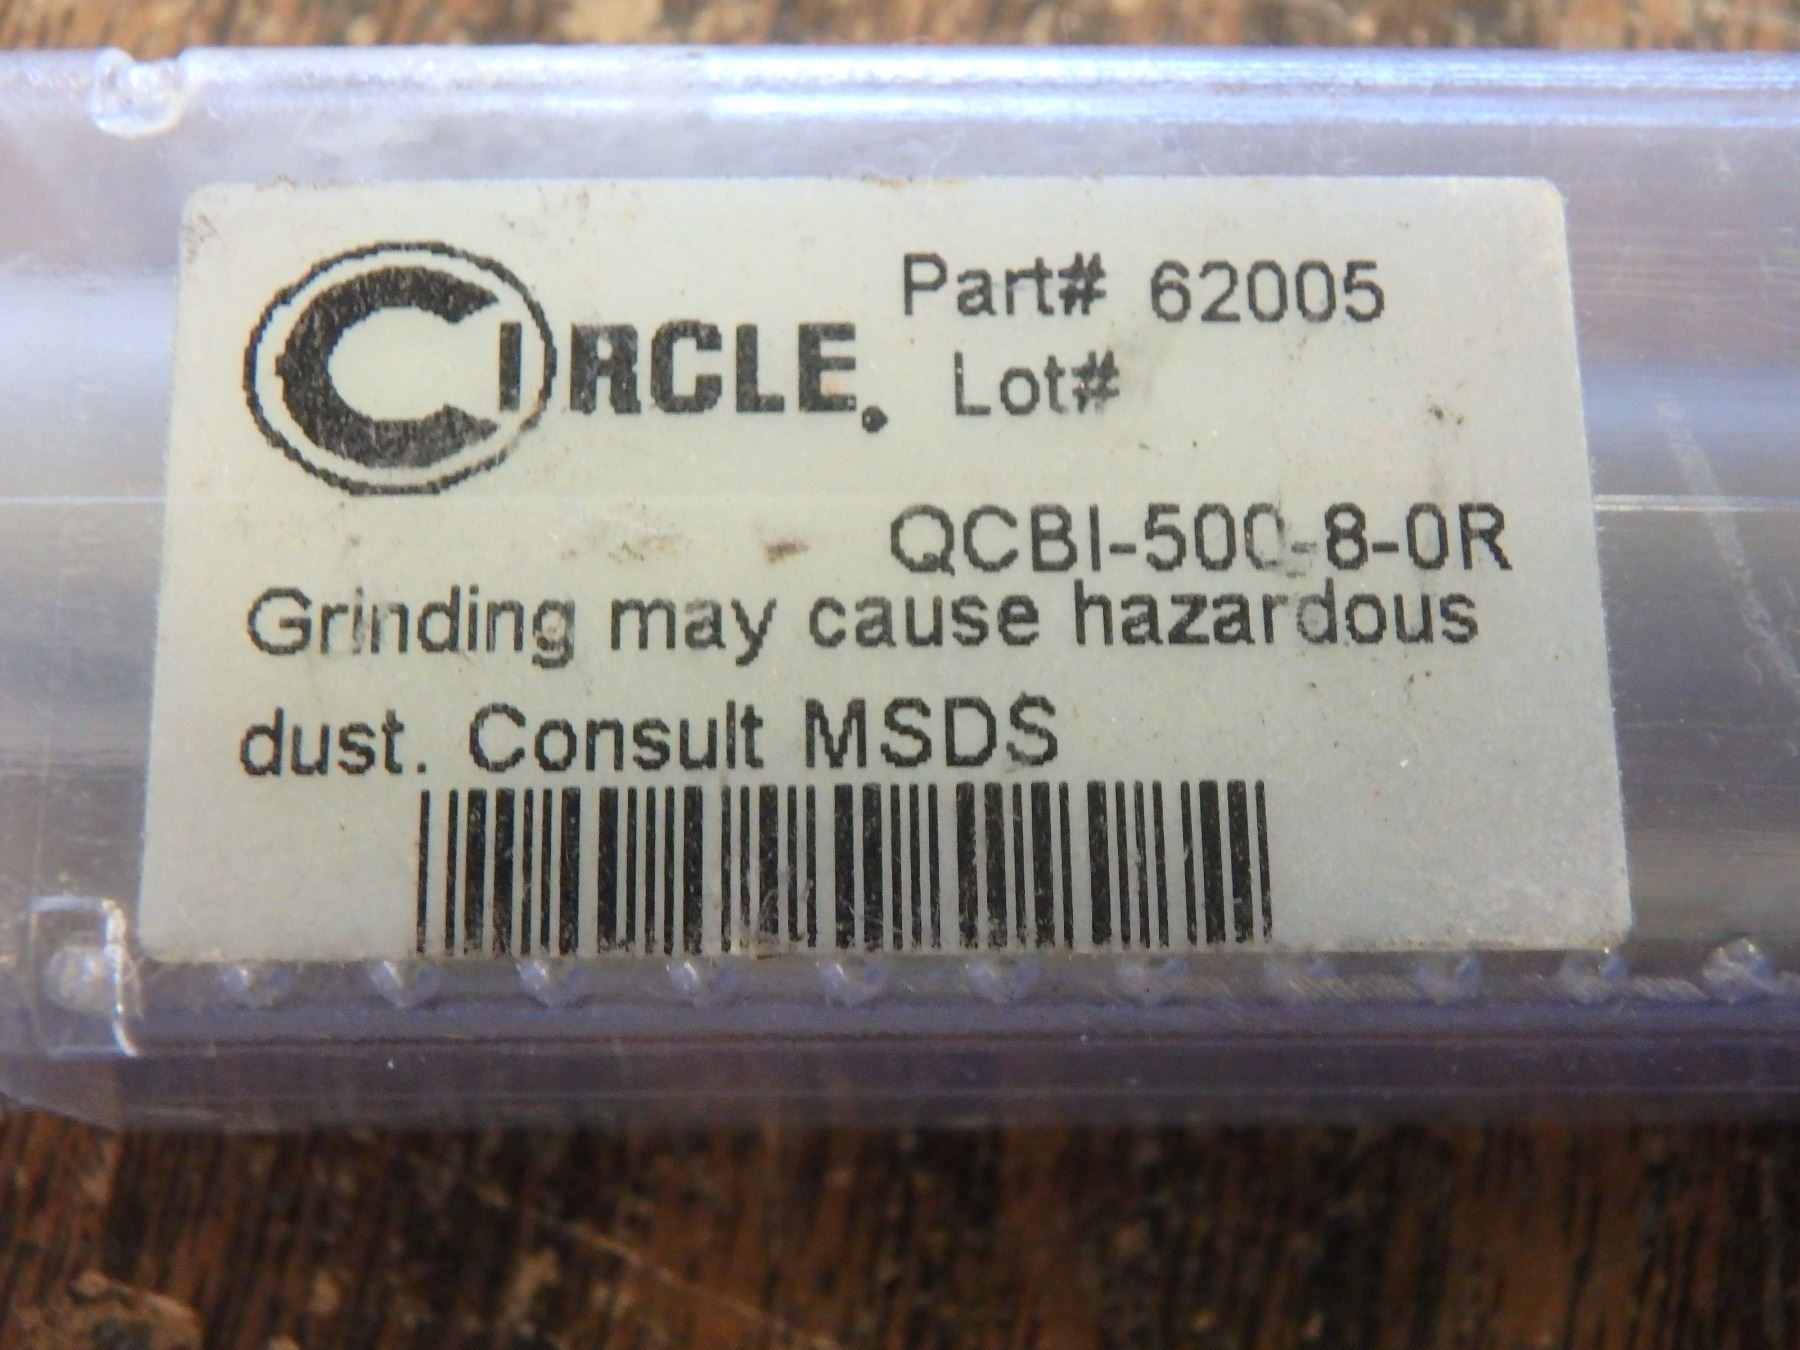 CIRCLE.
Part# 62005
Lot#
QCBI-500-8-0R
Grinding may cause hazardous
dust. Consult MSDS